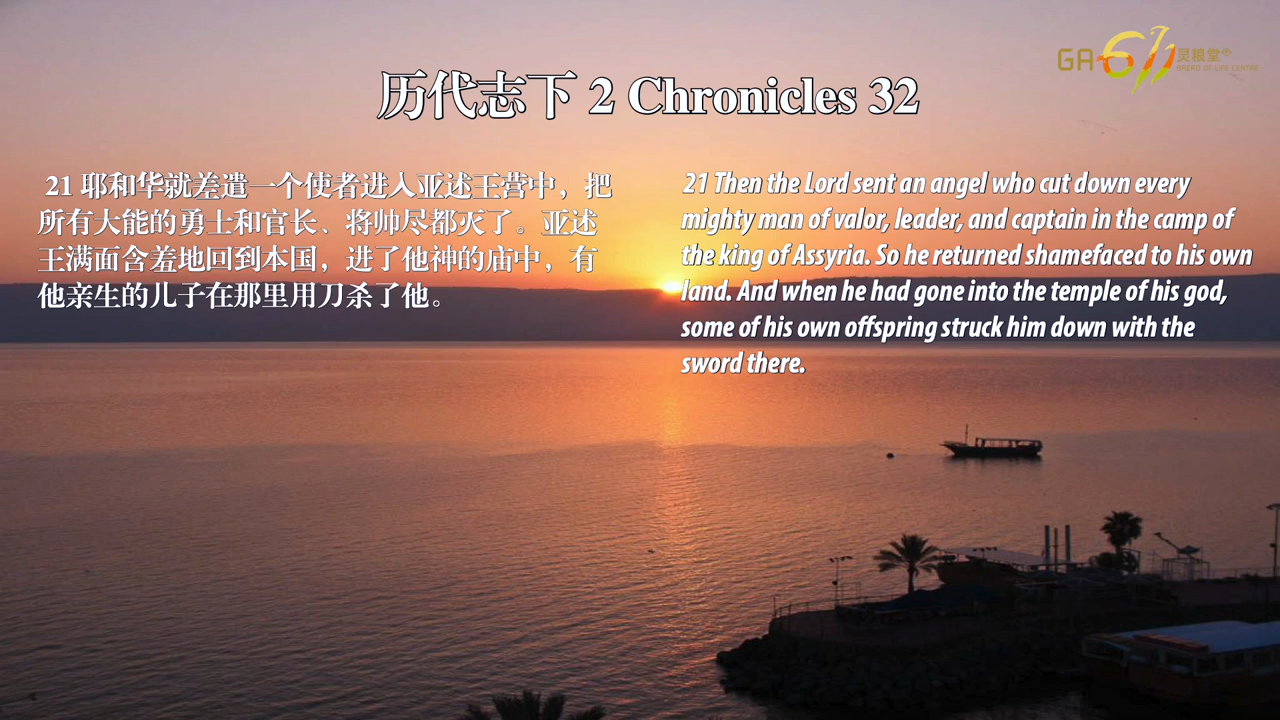 GA 611 灵粮堂
BREAD OF LIFE CENTRE
历代志下 2 Chronicles 32
21 耶和华就差遣一个使者进入亚述王营中，把
所有大能的勇士和官长、将帅尽都灭了。亚述
王满面含羞地回到本国，进了他神的庙中，有
他亲生的儿子在那里用刀杀了他。
21 Then the Lord sent an angel who cut down every
mighty man of valor, leader, and captain in the camp of
the king of Assyria. So he returned shamefaced to his own
land. And when he had gone into the temple of his god,
some of his own offspring struck him down with the
sword there.